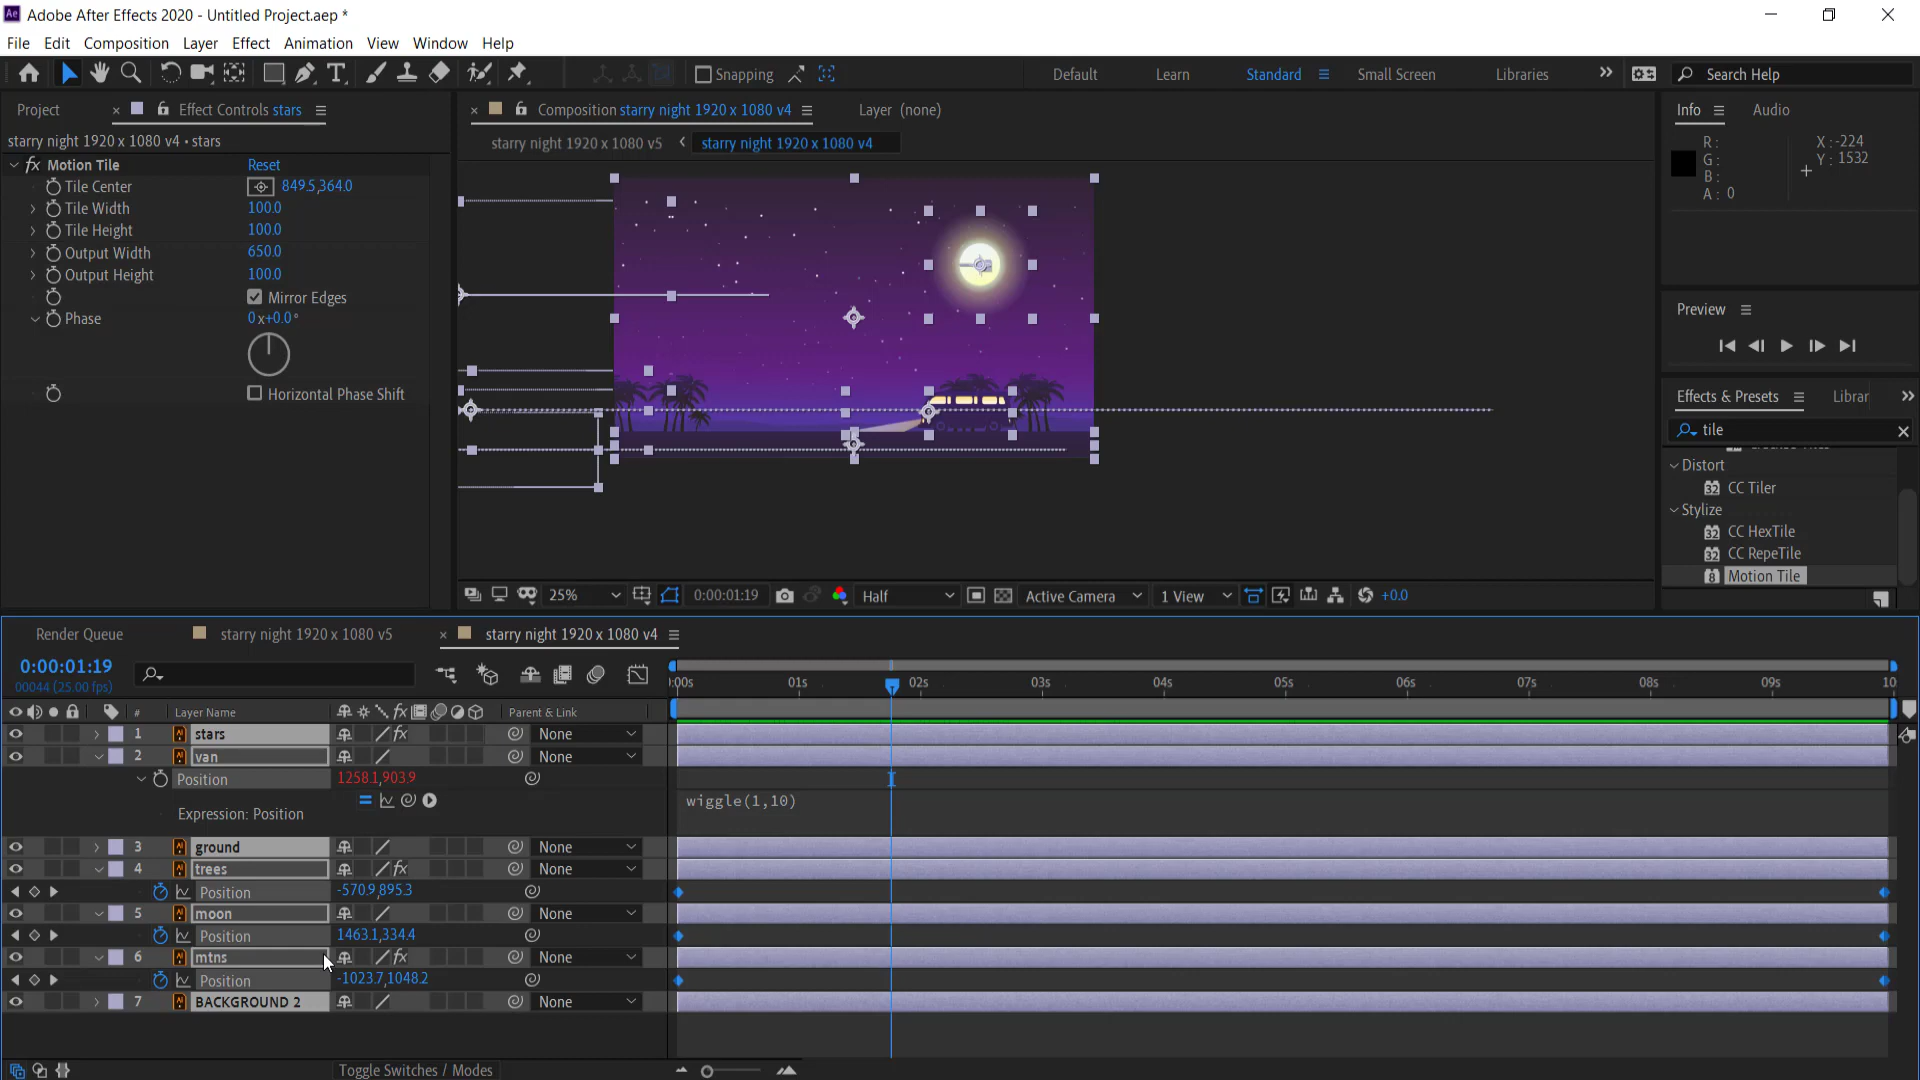 Adobe After Effects 2020 - Untitled Project.aep *
File Edit Composition Layer Effect Animation View Window Help
Snapping Default Learn Standard Small Screen Libraries Search Help
Project Effect Controls stars
Composition starry night 1920 x 1080 v4 Layer (none)
Info Audio
starry night 1920 x 1080 v4 • stars
starry night 1920 x 1080 v5 starry night 1920 x 1080 v4
fx Motion Tile Reset
Tile Center 849.5,364.0
Tile Width 100.0
Tile Height 100.0
Output Width 650.0
Output Height 100.0
Mirror Edges
Phase 0x+0.0°
Horizontal Phase Shift
R: X: -224
G: Y: 1532
B:
A: 0
Preview
Effects & Presets Librar
tile
Distort
CC Tiler
Stylize
CC HexTile
CC RepeTile
Motion Tile
25% 0:00:01:19 Half Active Camera 1 View +0.0
Render Queue starry night 1920 x 1080 v5 starry night 1920 x 1080 v4
0:00:01:19
00044 (25.00 fps)
):00s 01s 02s 03s 04s 05s 06s 07s 08s 09s 10
# Layer Name fx Parent & Link
1 stars fx None
2 van None
Position 1258.1,903.9
wiggle(1,10)
Expression: Position
3 ground None
4 trees fx None
Position -570.9,895.3
5 moon None
Position 1463.1,334.4
6 mtns fx None
Position -1023.7,1048.2
7 BACKGROUND 2 None
Toggle Switches / Modes